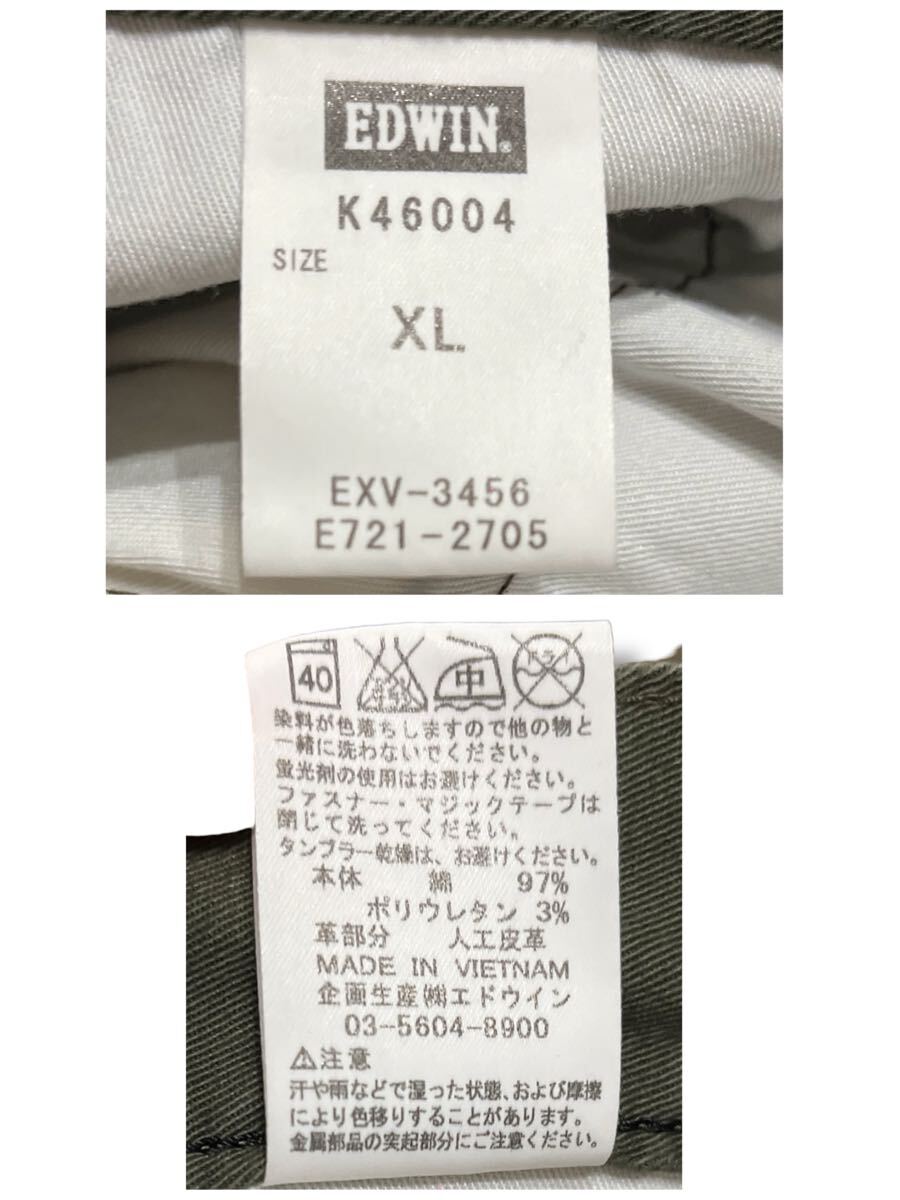 EDWIN®
K46004
SIZE
XL
EXV-3456
E721-2705
40 中 ドライ
染料が色落ちしますので他の物と
一緒に洗わないでください。
蛍光剤の使用はお避けください。
ファスナー・マジックテープは
閉じて洗ってください。
タンブラー乾燥は、お避けください。
本体 綿 97%
ポリウレタン 3%
革部分 人工皮革
MADE IN VIETNAM
企画生産㈱エドウイン
03-5604-8900
⚠注意
汗や雨などで湿った状態、および摩擦
により色移りすることがあります。
金属部品の突起部分にご注意ください。